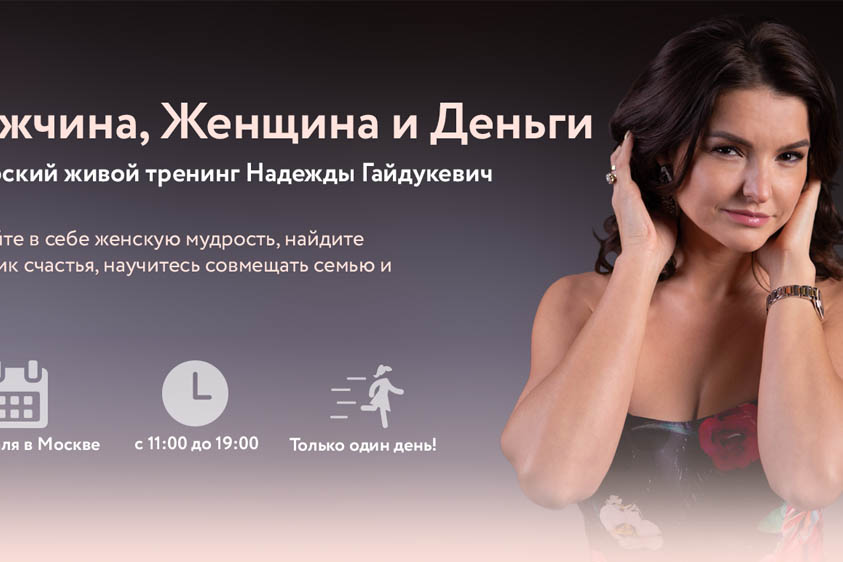 жчина, Женщина и Деньги
ский живой тренинг Надежды Гайдукевич
те в себе женскую мудрость, найдите
ик счастья, научитесь совмещать семью и
ля в Москве
с 11:00 до 19:00
Только один день!